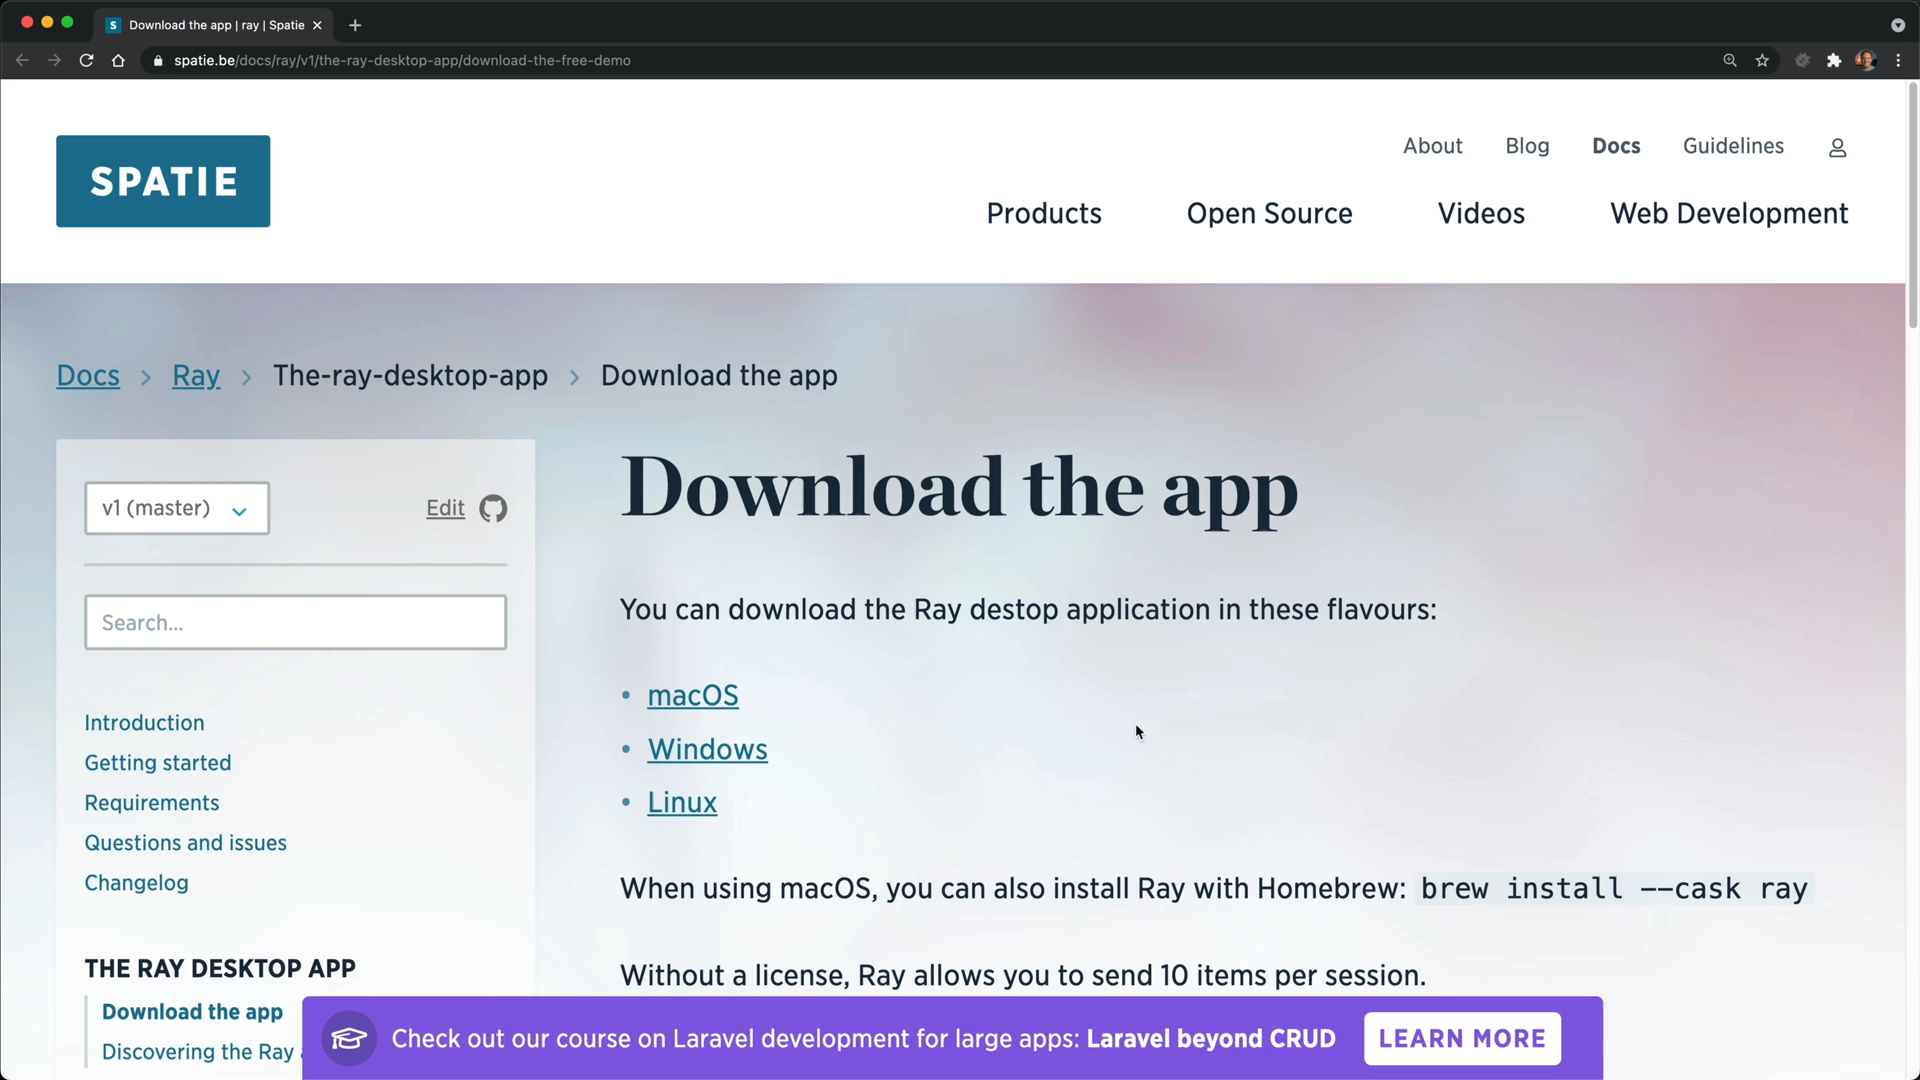 S Download the app | ray | Spatie
spatie.be/docs/ray/v1/the-ray-desktop-app/download-the-free-demo
SPATIE
About Blog Docs Guidelines
Products Open Source Videos Web Development
Docs > Ray > The-ray-desktop-app > Download the app
v1 (master) Edit
Search...
Introduction
Getting started
Requirements
Questions and issues
Changelog
THE RAY DESKTOP APP
Download the app
Discovering the Ray
Download the app
You can download the Ray destop application in these flavours:
• macOS
• Windows
• Linux
When using macOS, you can also install Ray with Homebrew: brew install --cask ray
Without a license, Ray allows you to send 10 items per session.
Check out our course on Laravel development for large apps: Laravel beyond CRUD LEARN MORE